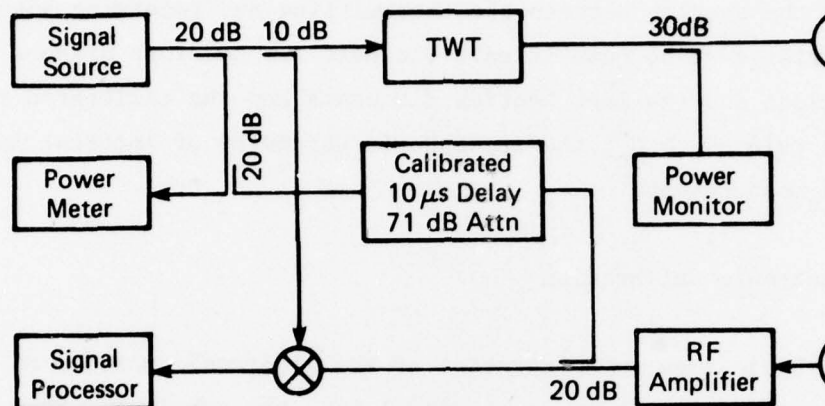 Signal
Source
20 dB
10 dB
TWT
30dB
Power
Meter
20 dB
Calibrated
10 μs Delay
71 dB Attn
Power
Monitor
Signal
Processor
20 dB
RF
Amplifier